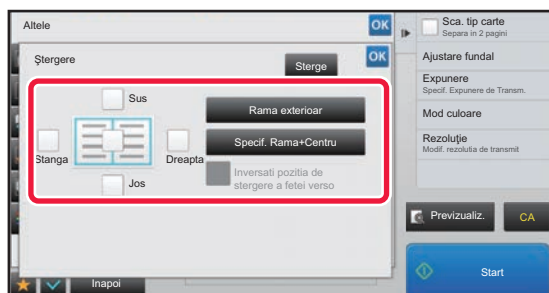 Altele
OK
Ştergere
Sterge
OK
Sus
Stanga
Dreapta
Jos
Rama exterioar
Specif. Rama+Centru
Inversati pozitia de
stergere a fetei verso
Inapoi
Sca. tip carte
Separa in 2 pagini
Ajustare fundal
Expunere
Specif. Expunere de Transm.
Mod culoare
Rezoluţie
Modif. rezolutia de transmit
Previzualiz.
CA
Start